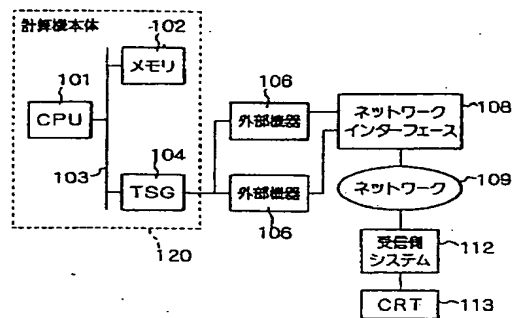 計算機本体
102
メモリ
101
CPU
103
104
TSG
120
106
外部機器
外部機器
106
ネットワーク
インターフェース
108
ネットワーク
109
受信側
システム
112
CRT
113